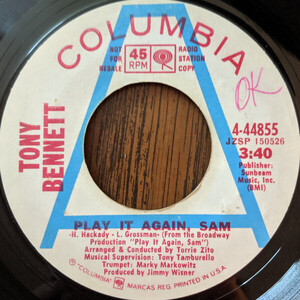 COLUMBIA
NOT FOR RESALE
45 RPM
RADIO STATION COPY
A
OK
TONY BENNETT
4-44855
JZSP 150526
3:40
Publisher:
Sunbeam
Music, Inc.
(BMI)
PLAY IT AGAIN, SAM
-H. Hackady - L. Grossman- (From the Broadway
Production "Play It Again, Sam")
Arranged & Conducted by Torrie Zito
Musical Supervision: Tony Tamburello
Trumpet: Marky Markowitz
Produced by Jimmy Wisner
® "COLUMBIA", MARCAS REG. PRINTED IN U.S.A.